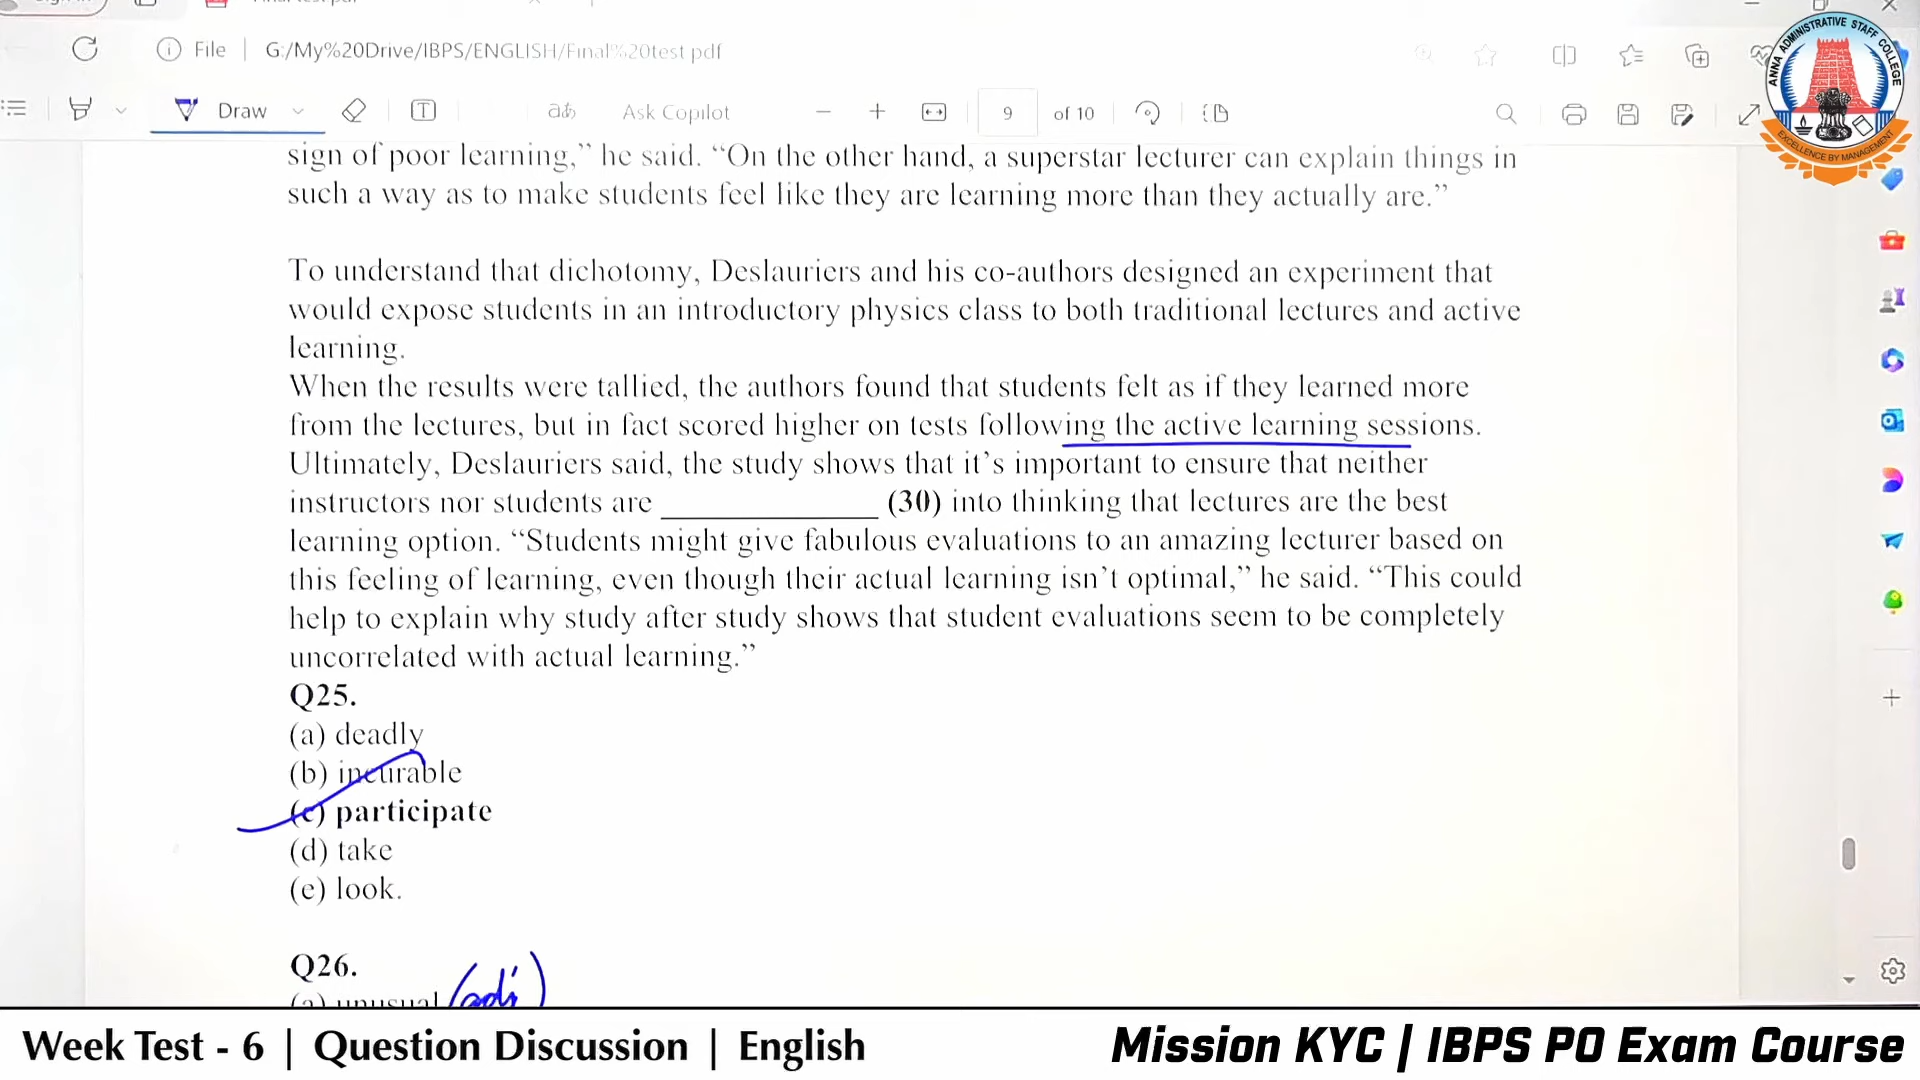 File
G:/My%20Drive/IBPS/ENGLISH/Final%20test.pdf
Draw
Ask Copilot
9
of 10
ANNA ADMINISTRATIVE STAFF COLLEGE
EXCELLENCE BY MANAGEMENT
sign of poor learning,” he said. “On the other hand, a superstar lecturer can explain things in
such a way as to make students feel like they are learning more than they actually are.”
To understand that dichotomy, Deslauriers and his co-authors designed an experiment that
would expose students in an introductory physics class to both traditional lectures and active
learning.
When the results were tallied, the authors found that students felt as if they learned more
from the lectures, but in fact scored higher on tests following the active learning sessions.
Ultimately, Deslauriers said, the study shows that it’s important to ensure that neither
instructors nor students are ______________ (30) into thinking that lectures are the best
learning option. “Students might give fabulous evaluations to an amazing lecturer based on
this feeling of learning, even though their actual learning isn’t optimal,” he said. “This could
help to explain why study after study shows that student evaluations seem to be completely
uncorrelated with actual learning.”
Q25.
(a) deadly
(b) incurable
(c) participate
(d) take
(e) look.
Q26.
(a) unusual (adj)
Week Test - 6 | Question Discussion | English
Mission KYC | IBPS PO Exam Course